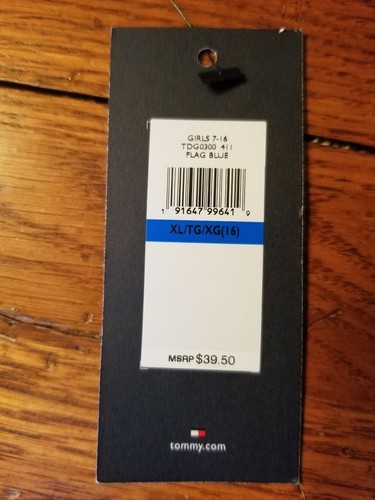 GIRLS 7-16
TDG0300 411
FLAG BLUE
1 91647 99641 9
XL/TG/XG(16)
MSRP $39.50
tommy.com